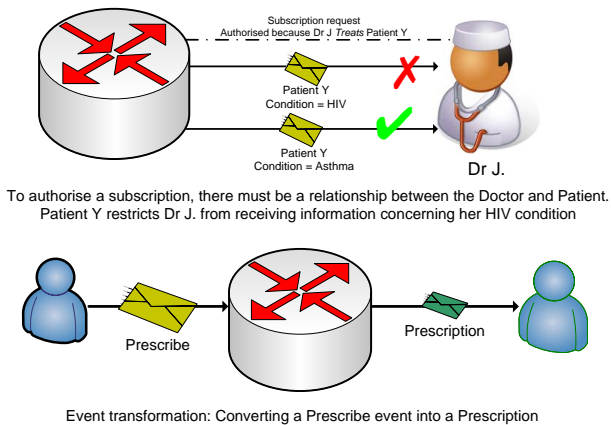 Subscription request
Authorised because Dr J Treats Patient Y
Patient Y
Condition = HIV
Patient Y
Condition = Asthma
Dr J.
To authorise a subscription, there must be a relationship between the Doctor and Patient.
Patient Y restricts Dr J. from receiving information concerning her HIV condition
Prescribe
Prescription
Event transformation: Converting a Prescribe event into a Prescription